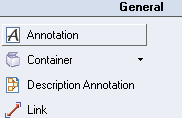 General
Annotation
Container
Description Annotation
Link